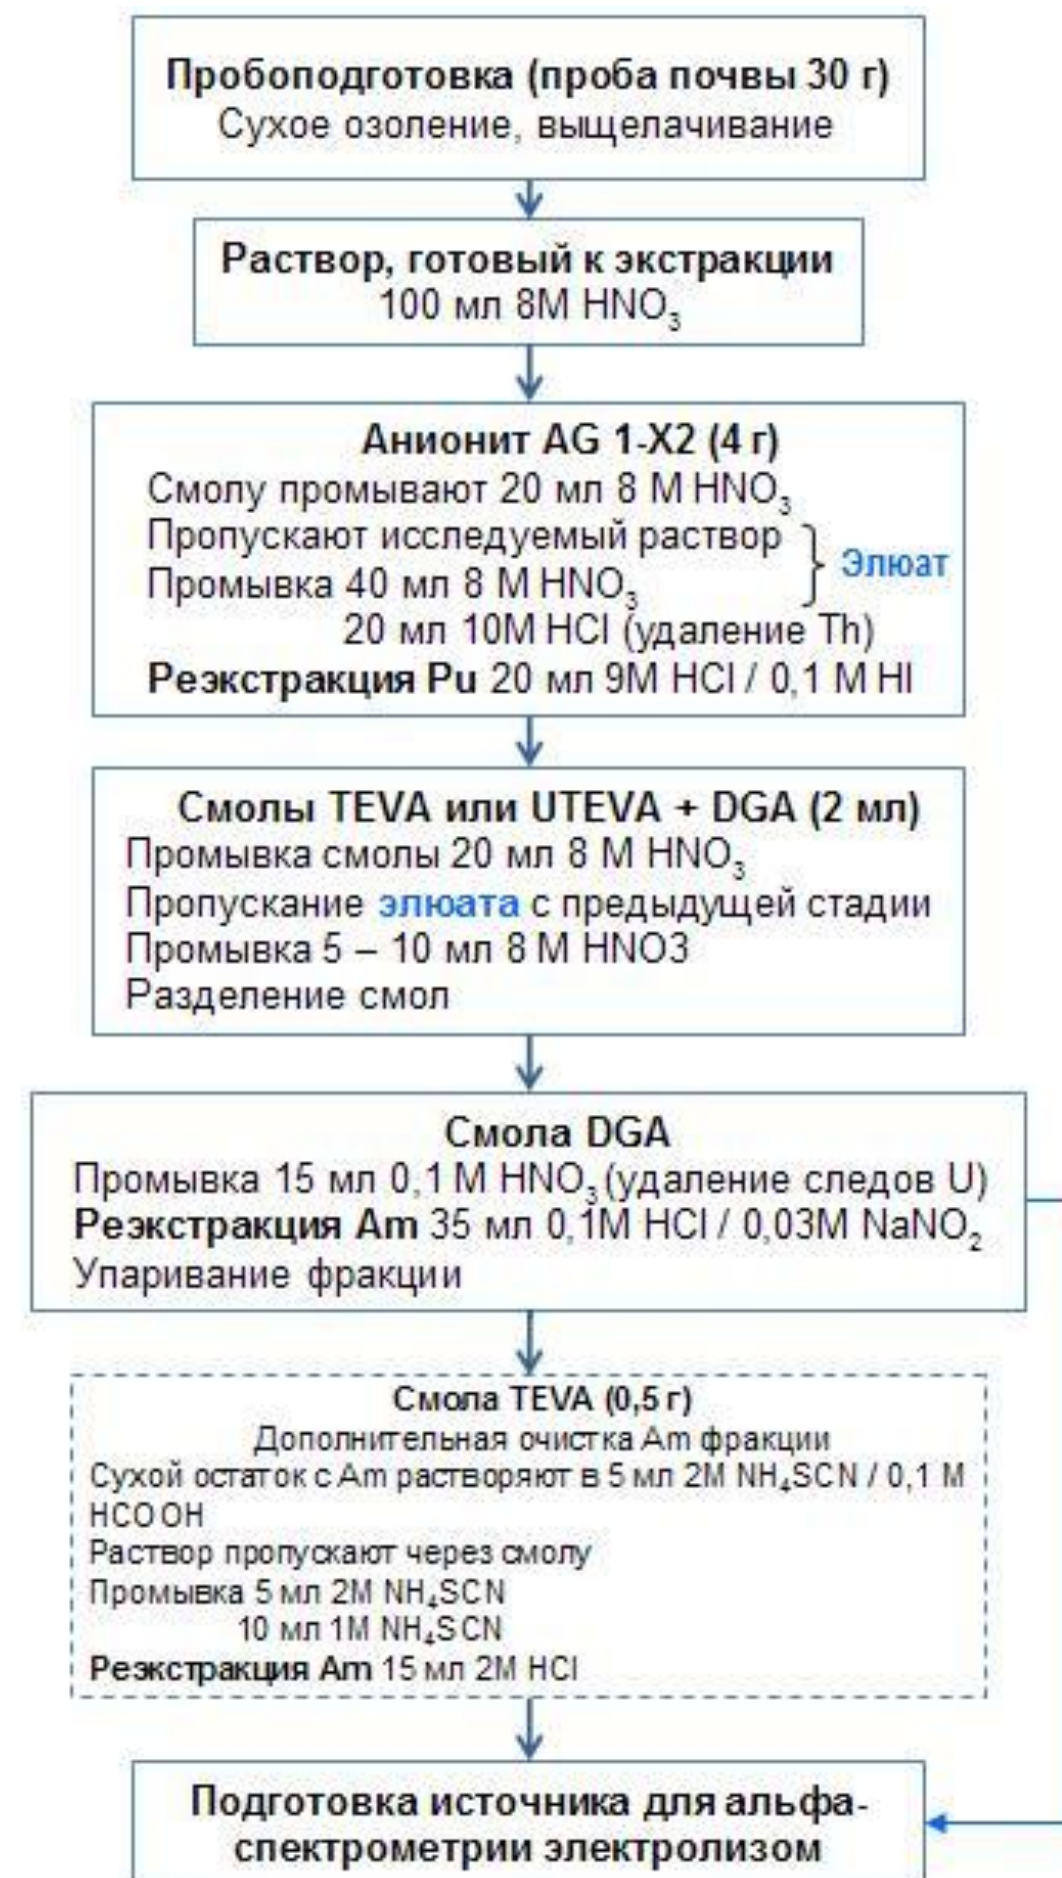 Пробоподготовка (проба почвы 30 г)
Сухое озоление, выщелачивание
Раствор, готовый к экстракции
100 мл 8М HNO₃
Анионит AG 1-X2 (4 г)
Смолу промывают 20 мл 8 М HNO₃
Пропускают исследуемый раствор
Элюат
Промывка 40 мл 8 М HNO₃
20 мл 10М HCl (удаление Th)
Реэкстракция Pu 20 мл 9М HCl / 0,1 М HI
Смолы TEVA или UTEVA + DGA (2 мл)
Промывка смолы 20 мл 8 М HNO₃
Пропускание элюата с предыдущей стадии
Промывка 5 – 10 мл 8 М HNO3
Разделение смол
Смола DGA
Промывка 15 мл 0,1 М HNO₃ (удаление следов U)
Реэкстракция Am 35 мл 0,1М HCl / 0,03М NaNO₂
Упаривание фракции
Смола TEVA (0,5 г)
Дополнительная очистка Am фракции
Сухой остаток с Am растворяют в 5 мл 2М NH₄SCN / 0,1 М
HCOOH
Раствор пропускают через смолу
Промывка 5 мл 2М NH₄SCN
10 мл 1М NH₄SCN
Реэкстракция Am 15 мл 2М HCl
Подготовка источника для альфа-
спектрометрии электролизом